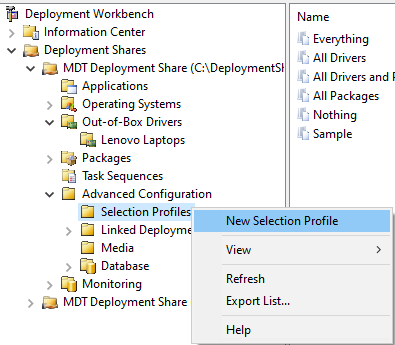 Deployment Workbench
Information Center
Deployment Shares
MDT Deployment Share (C:\DeploymentSh
Applications
Operating Systems
Out-of-Box Drivers
Lenovo Laptops
Packages
Task Sequences
Advanced Configuration
Selection Profiles
Linked Deployme
Media
Database
Monitoring
MDT Deployment Share
Name
Everything
All Drivers
All Drivers and P
All Packages
Nothing
Sample
New Selection Profile
View
Refresh
Export List...
Help